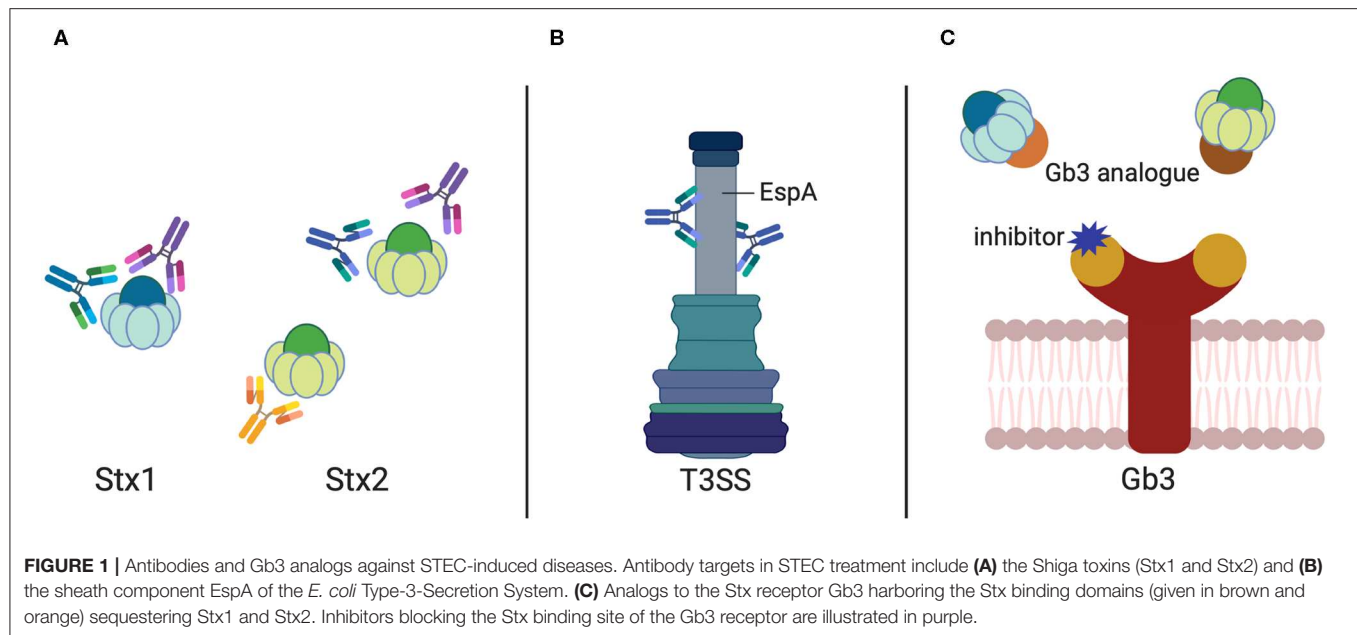 A
B
C
EspA
Gb3 analogue
inhibitor
Stx1
Stx2
T3SS
Gb3
FIGURE 1 | Antibodies and Gb3 analogs against STEC-induced diseases. Antibody targets in STEC treatment include (A) the Shiga toxins (Stx1 and Stx2) and (B)
the sheath component EspA of the E. coli Type-3-Secretion System. (C) Analogs to the Stx receptor Gb3 harboring the Stx binding domains (given in brown and
orange) sequestering Stx1 and Stx2. Inhibitors blocking the Stx binding site of the Gb3 receptor are illustrated in purple.